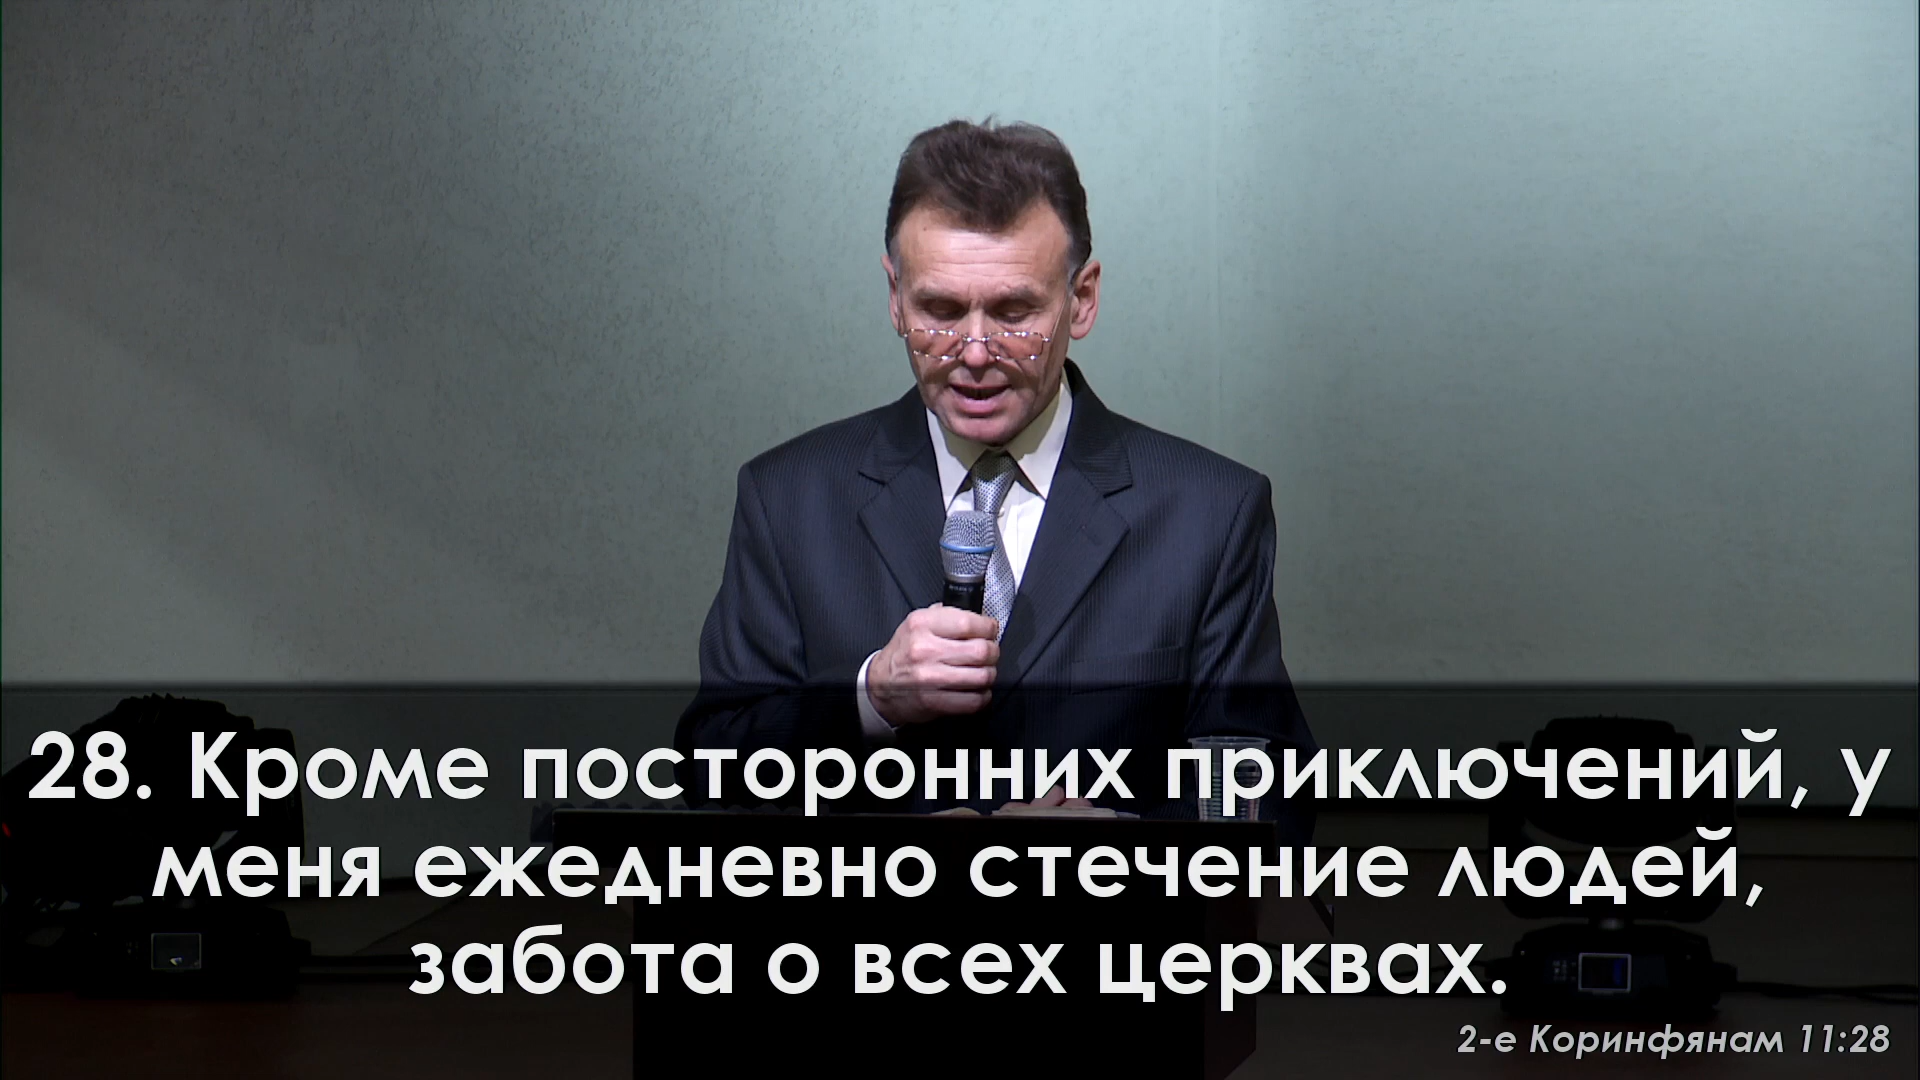 28. Кроме посторонних приключений, у
меня ежедневно стечение людей,
забота о всех церквах.
2-е Коринфянам 11:28